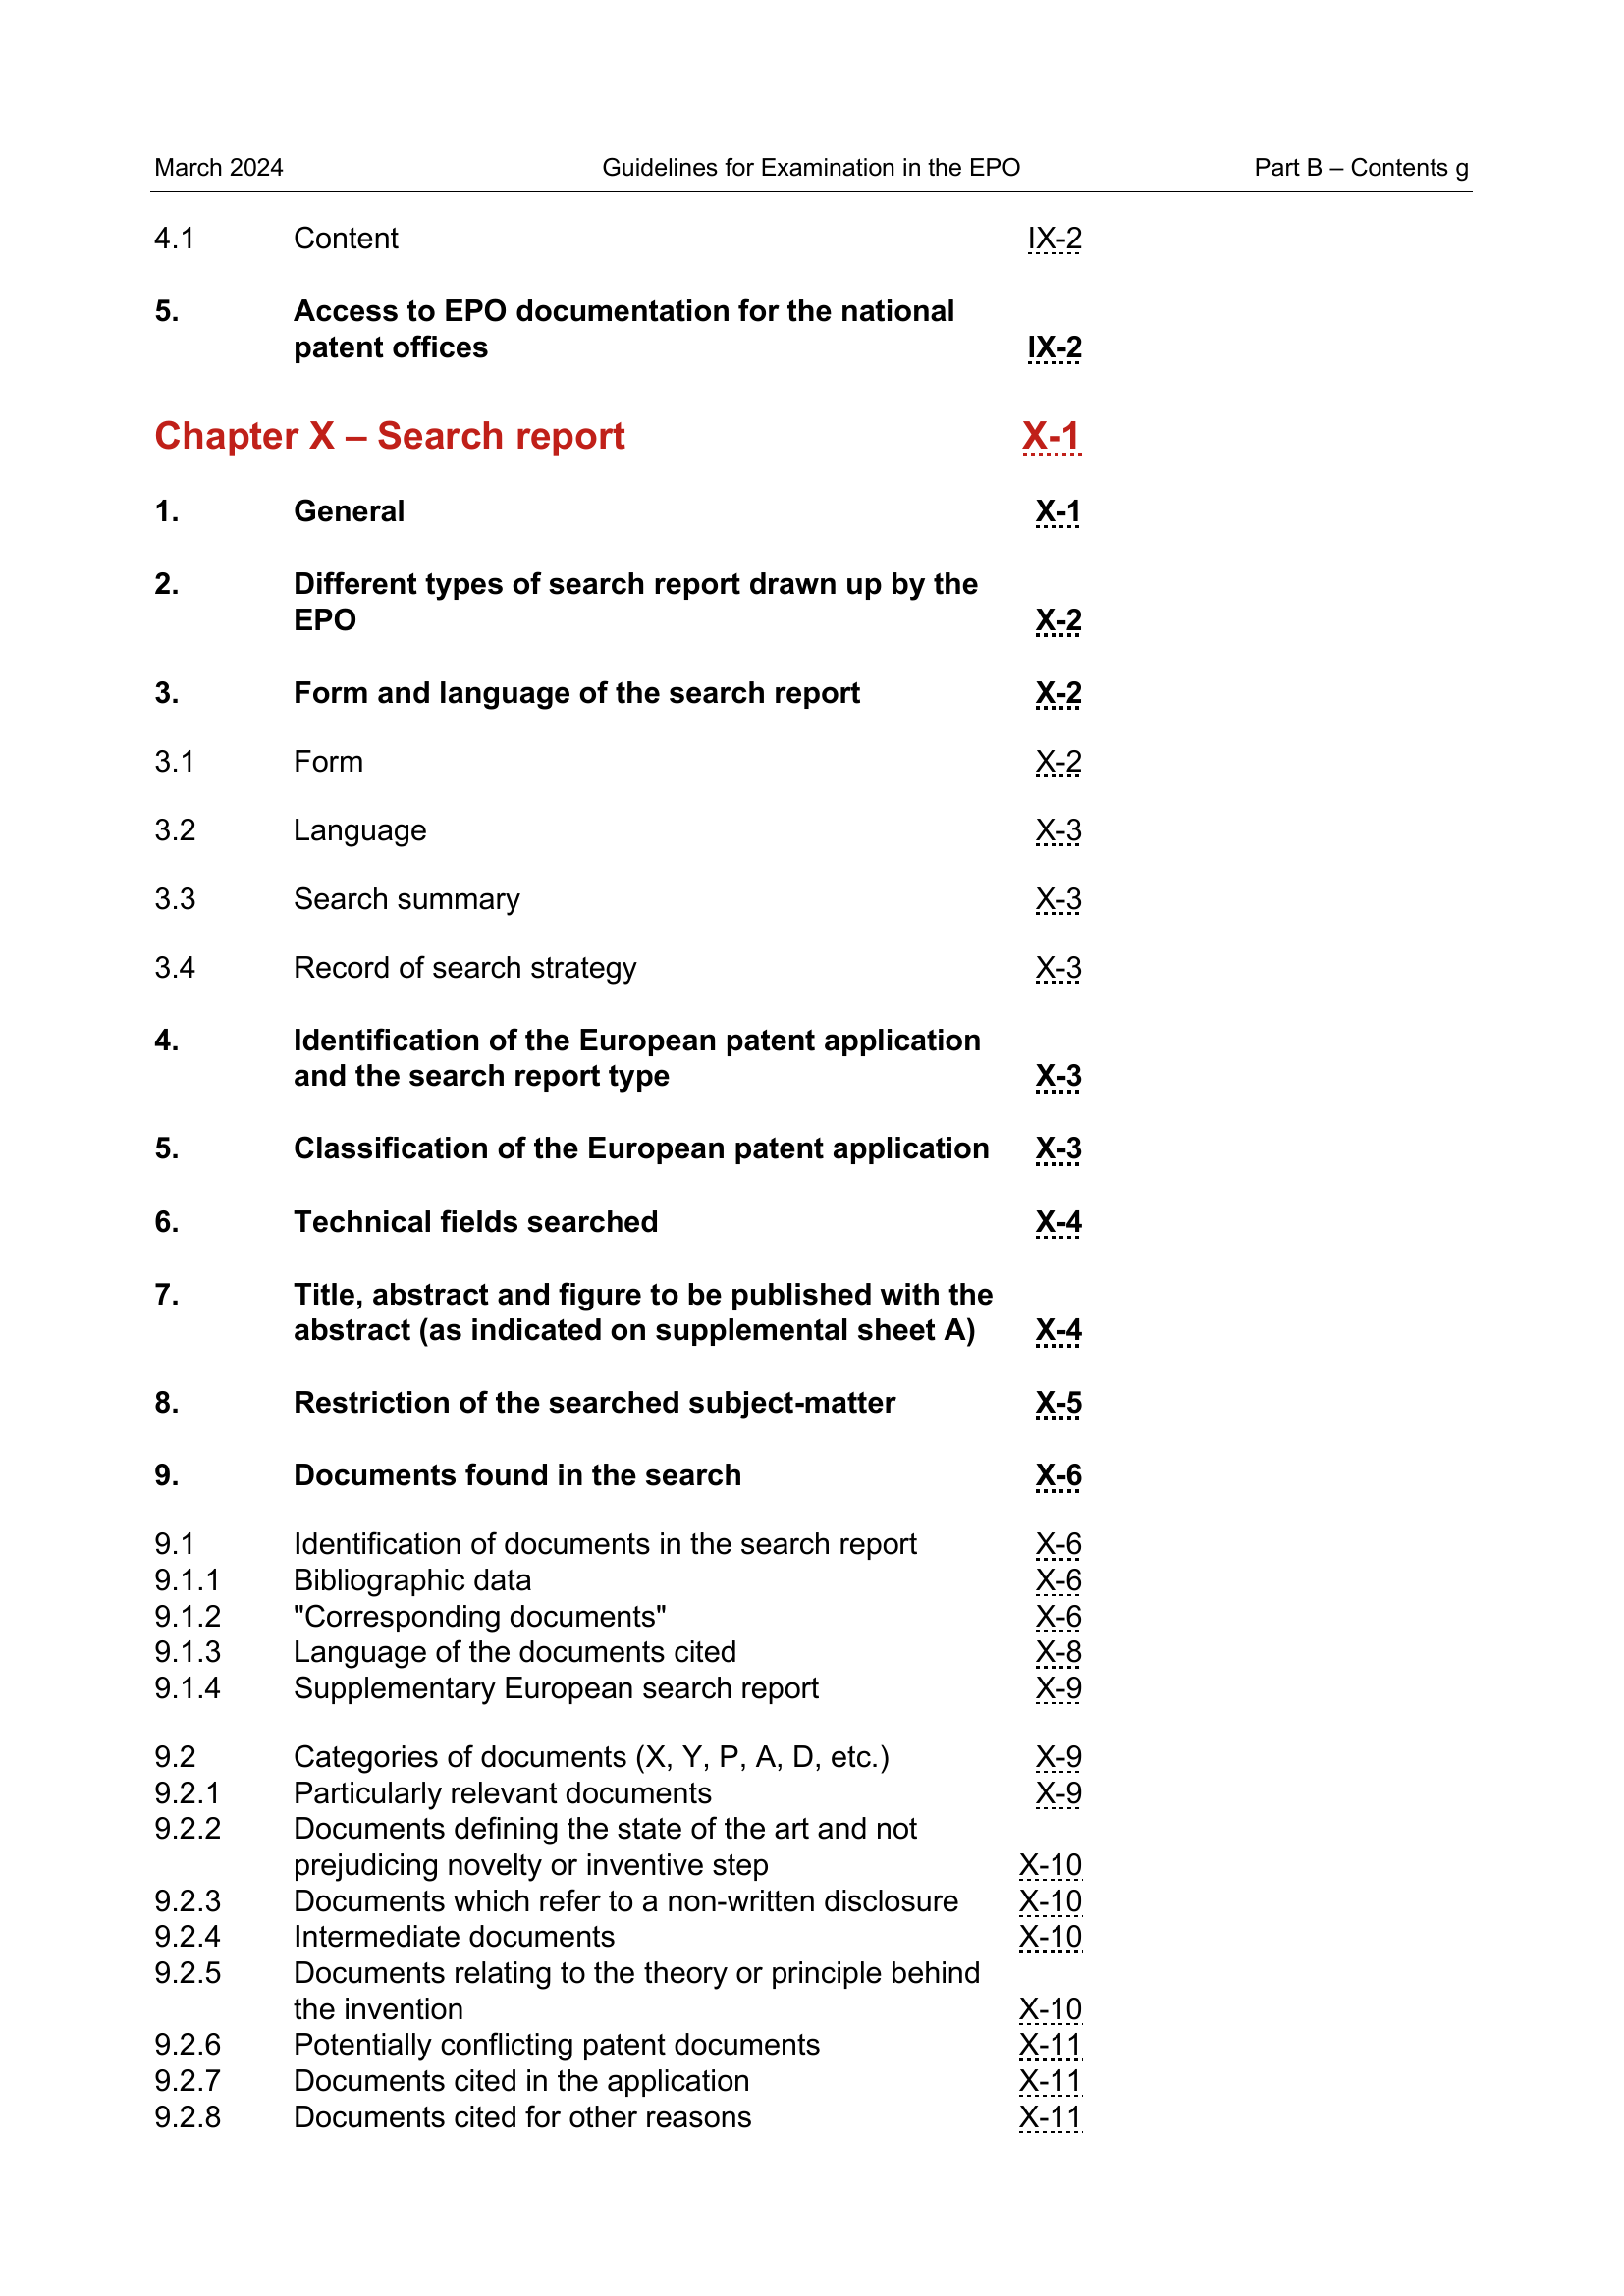 March 2024 Guidelines for Examination in the EPO Part B – Contents g
4.1 Content IX-2
5. Access to EPO documentation for the national
patent offices IX-2
Chapter X – Search report X-1
1. General X-1
2. Different types of search report drawn up by the
EPO X-2
3. Form and language of the search report X-2
3.1 Form X-2
3.2 Language X-3
3.3 Search summary X-3
3.4 Record of search strategy X-3
4. Identification of the European patent application
and the search report type X-3
5. Classification of the European patent application X-3
6. Technical fields searched X-4
7. Title, abstract and figure to be published with the
abstract (as indicated on supplemental sheet A) X-4
8. Restriction of the searched subject-matter X-5
9. Documents found in the search X-6
9.1 Identification of documents in the search report X-6
9.1.1 Bibliographic data X-6
9.1.2 "Corresponding documents" X-6
9.1.3 Language of the documents cited X-8
9.1.4 Supplementary European search report X-9
9.2 Categories of documents (X, Y, P, A, D, etc.) X-9
9.2.1 Particularly relevant documents X-9
9.2.2 Documents defining the state of the art and not
prejudicing novelty or inventive step X-10
9.2.3 Documents which refer to a non-written disclosure X-10
9.2.4 Intermediate documents X-10
9.2.5 Documents relating to the theory or principle behind
the invention X-10
9.2.6 Potentially conflicting patent documents X-11
9.2.7 Documents cited in the application X-11
9.2.8 Documents cited for other reasons X-11